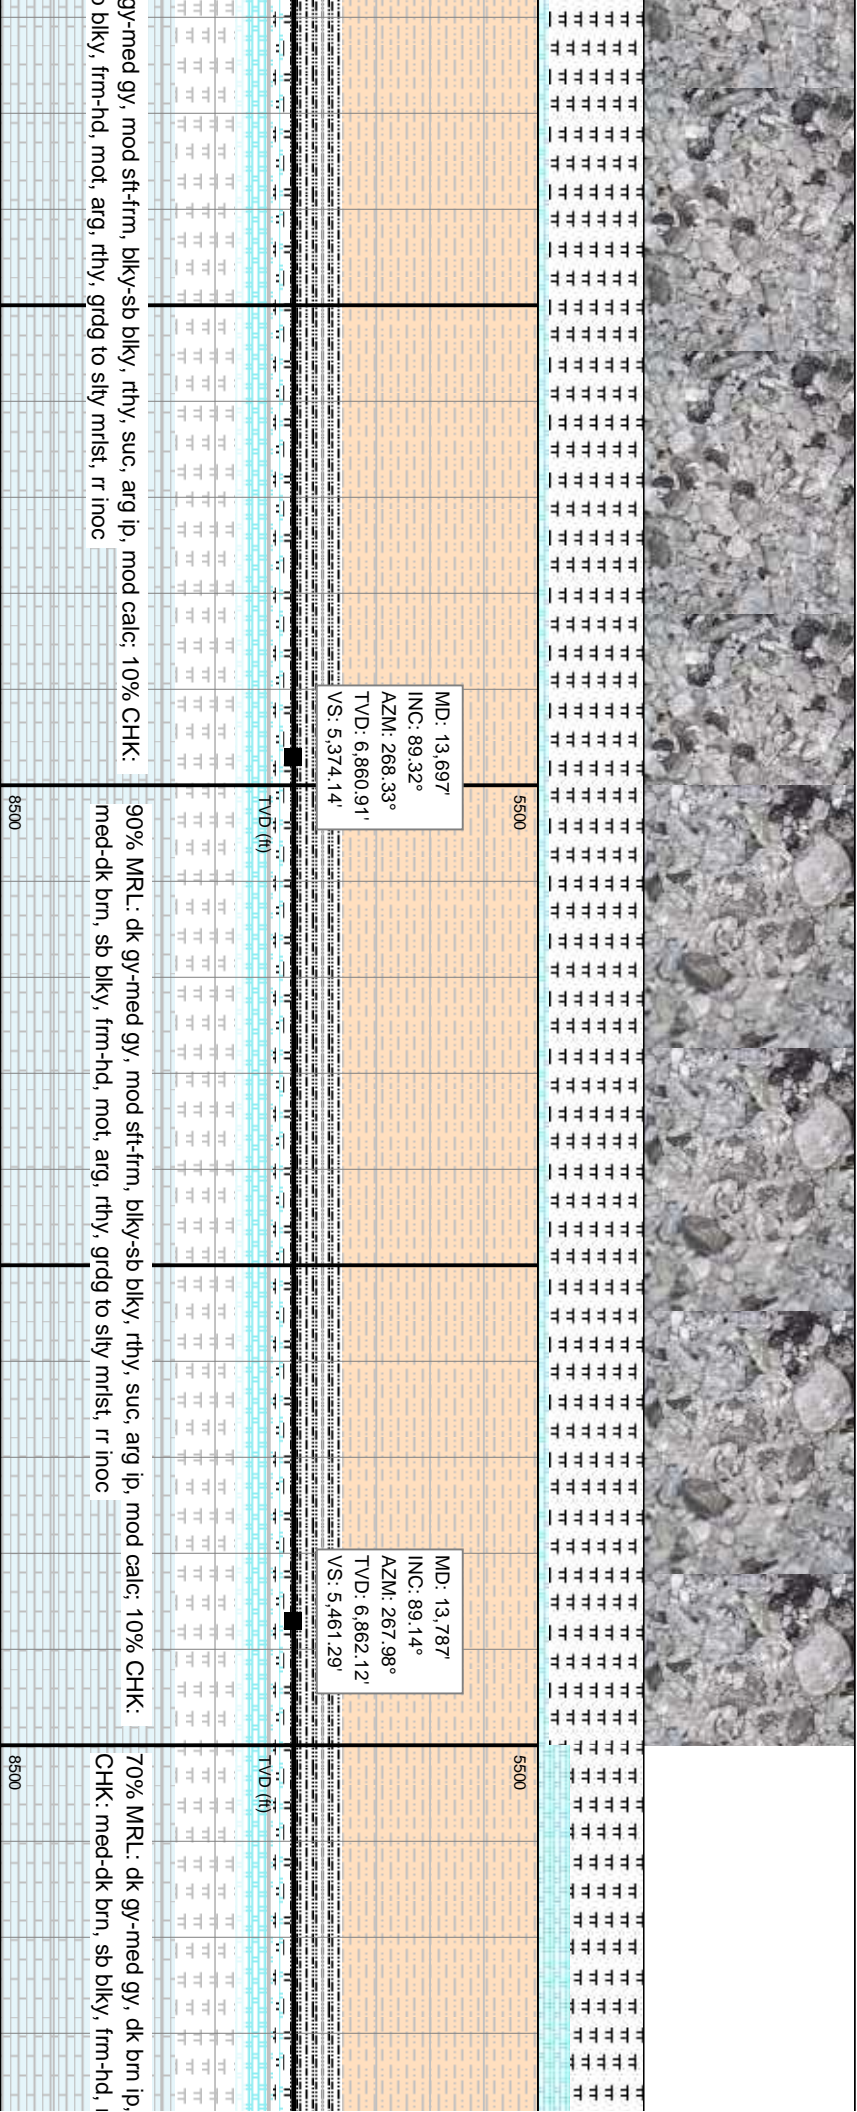 gy-med gy, mod sft-frm, blky-sb blky, rthy, suc, arg ip, mod calc; 10% CHK:
blky, frm-hd, mot, arg, rthy, grdg to slty mrlst, rr inoc
MD: 13,697'
INC: 89.32°
AZM: 268.33°
TVD: 6,860.91'
VS: 5,374.14'
5500
TVD (ft)
8500
90% MRL: dk gy-med gy, mod sft-frm, blky-sb blky, rthy, suc, arg ip, mod calc; 10% CHK:
med-dk brn, sb blky, frm-hd, mot, arg, rthy, grdg to slty mrlst, rr inoc
MD: 13,787'
INC: 89.14°
AZM: 267.98°
TVD: 6,862.12'
VS: 5,461.29'
5500
TVD (ft)
8500
70% MRL: dk gy-med gy, dk brn ip,
CHK: med-dk brn, sb blky, frm-hd,